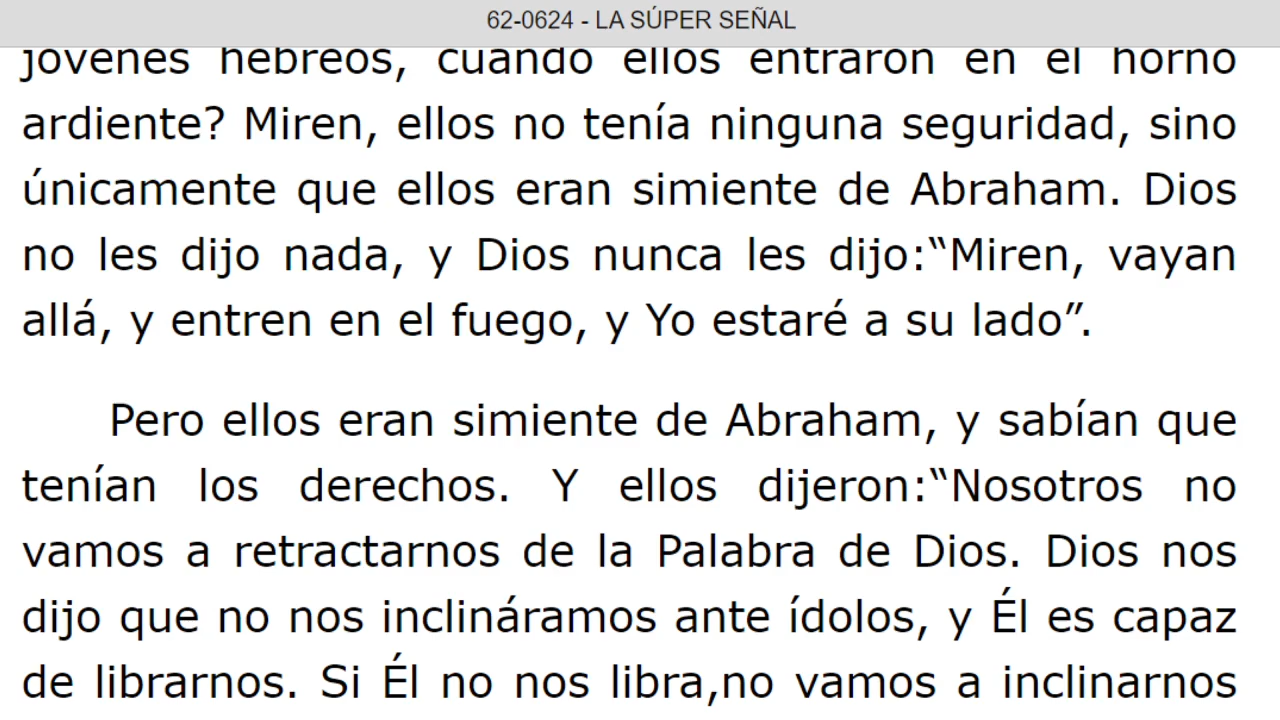 62-0624 - LA SÚPER SEÑAL
jóvenes hebreos, cuando ellos entraron en el horno
ardiente? Miren, ellos no tenía ninguna seguridad, sino
únicamente que ellos eran simiente de Abraham. Dios
no les dijo nada, y Dios nunca les dijo:“Miren, vayan
allá, y entren en el fuego, y Yo estaré a su lado”.
Pero ellos eran simiente de Abraham, y sabían que
tenían los derechos. Y ellos dijeron:“Nosotros no
vamos a retractarnos de la Palabra de Dios. Dios nos
dijo que no nos inclináramos ante ídolos, y Él es capaz
de librarnos. Si Él no nos libra,no vamos a inclinarnos